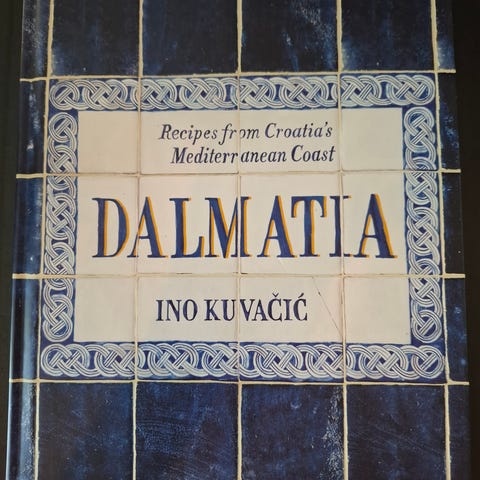 Recipes from Croatia's
Mediterranean Coast
DALMATIA
INO KUVAČIĆ